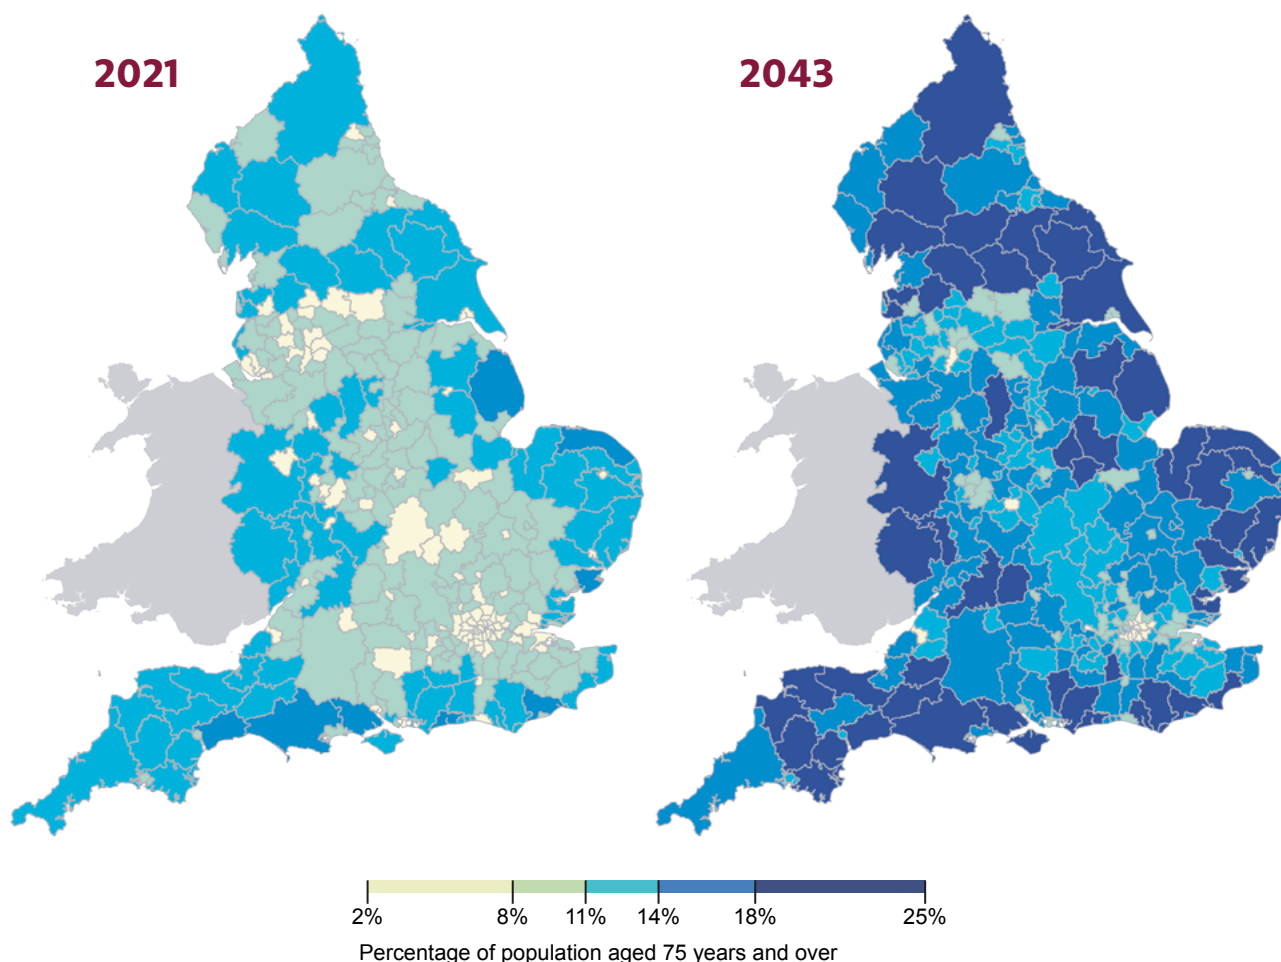 2021
2043
2% 8% 11% 14% 18% 25%
Percentage of population aged 75 years and over